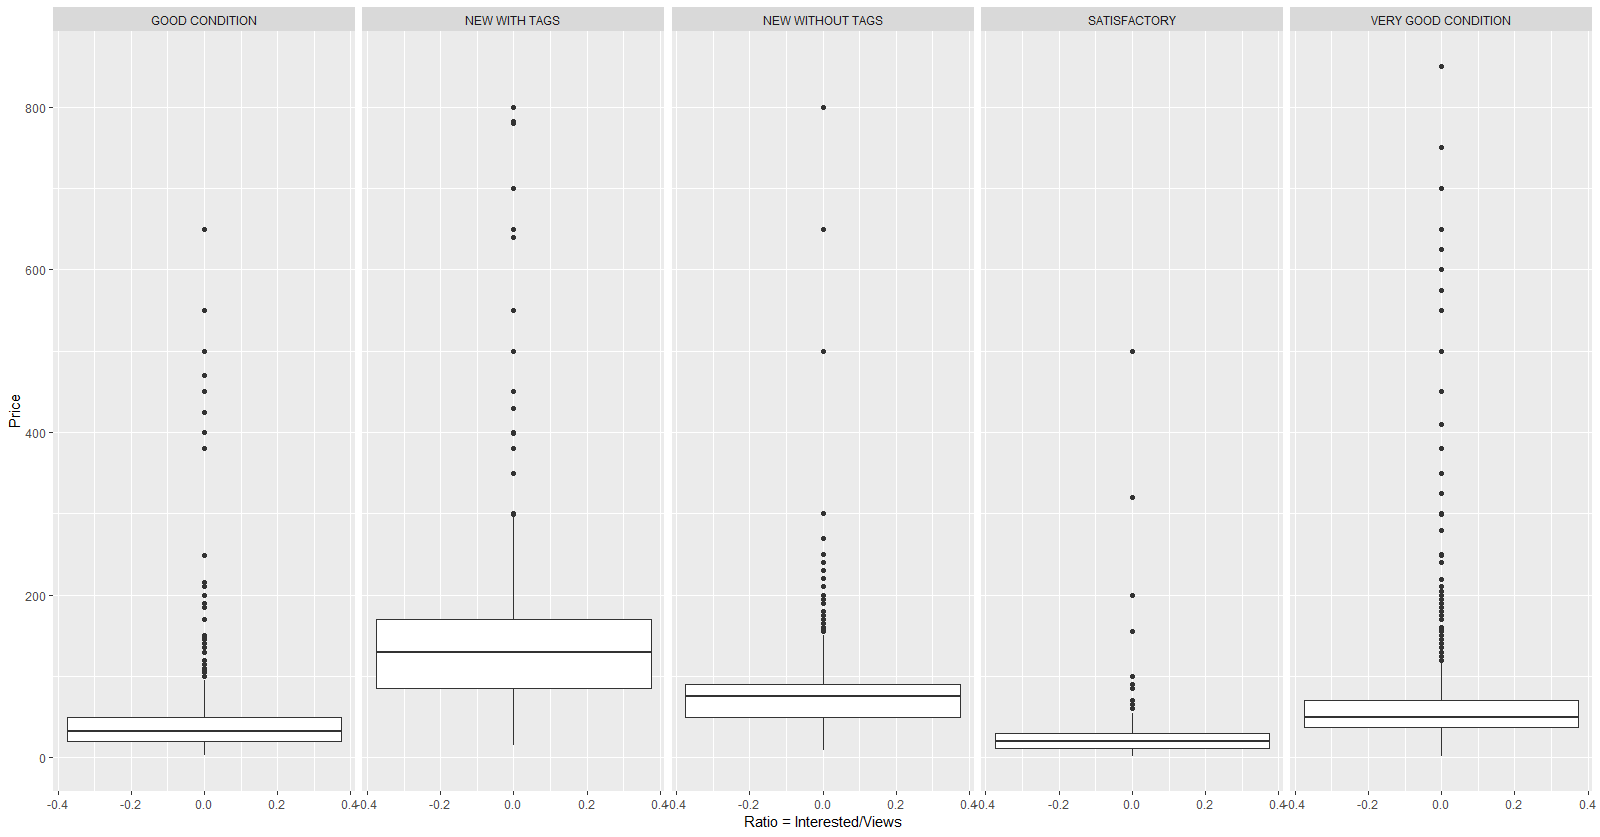 GOOD CONDITION NEW WITH TAGS NEW WITHOUT TAGS SATISFACTORY VERY GOOD CONDITION
800
600
Price
400
200
0
-0.4 -0.2 0.0 0.2 0.4 -0.4 -0.2 0.0 0.2 0.4 -0.4 -0.2 0.0 0.2 0.4 -0.4 -0.2 0.0 0.2 0.4 -0.4 -0.2 0.0 0.2 0.4
Ratio = Interested/Views